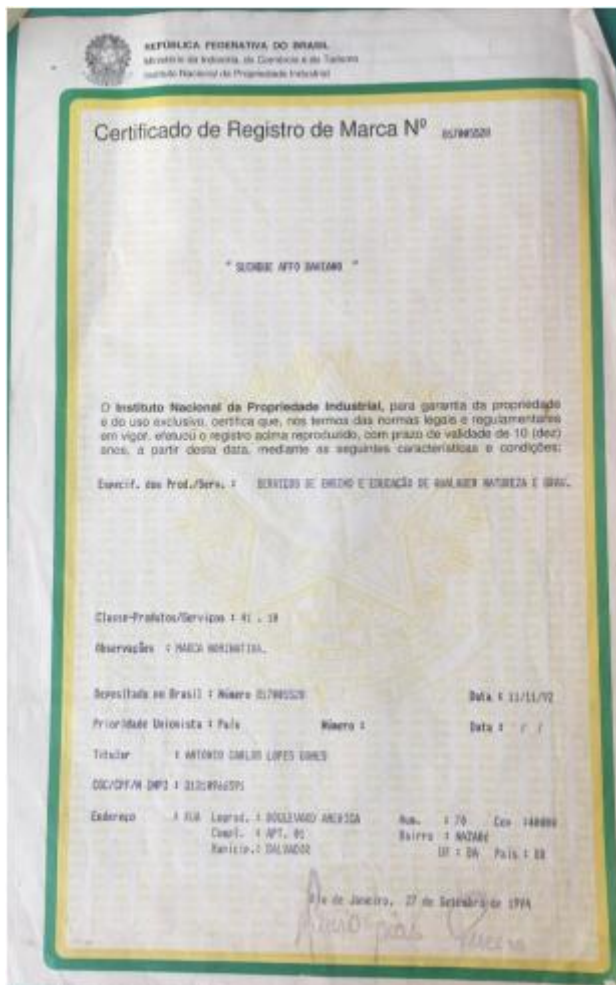 REPÚBLICA FEDERATIVA DO BRASIL
Ministério da Indústria, do Comércio e do Turismo
Instituto Nacional da Propriedade Industrial
Certificado de Registro de Marca Nº 817005520
" AFRO BAHIANO "
O Instituto Nacional da Propriedade Industrial, para garantia da propriedade
e do uso exclusivo, certifica que, nos termos das normas legais e regulamentares
em vigor, efetuou o registro acima reproduzido, com prazo de validade de 10 (dez)
anos, a partir desta data, mediante as seguintes características e condições:
Especif. dos Prod./Serv. : SERVIÇOS DE ENSINO E EDUCAÇÃO DE QUALQUER NATUREZA E GRAU.
Classe-Produtos/Serviços : 41 . 10
Observações : MARCA NOMINATIVA.
Depositada no Brasil : Número 817005520 Data : 11/11/92
Prioridade Unionista : País Número : Data : / /
Titular : ANTONIO CARLOS LOPES GOMES
CGC/CPF/N INPI :
Endereço : RUA Lograd. : BOULEVARD AMERICA Num. : 70 Cep :40000
Compl. : APT. 01 Bairro : NAZARÉ
Municip.: SALVADOR UF : BA País : BR
Rio de Janeiro, 27 de Setembro de 1994